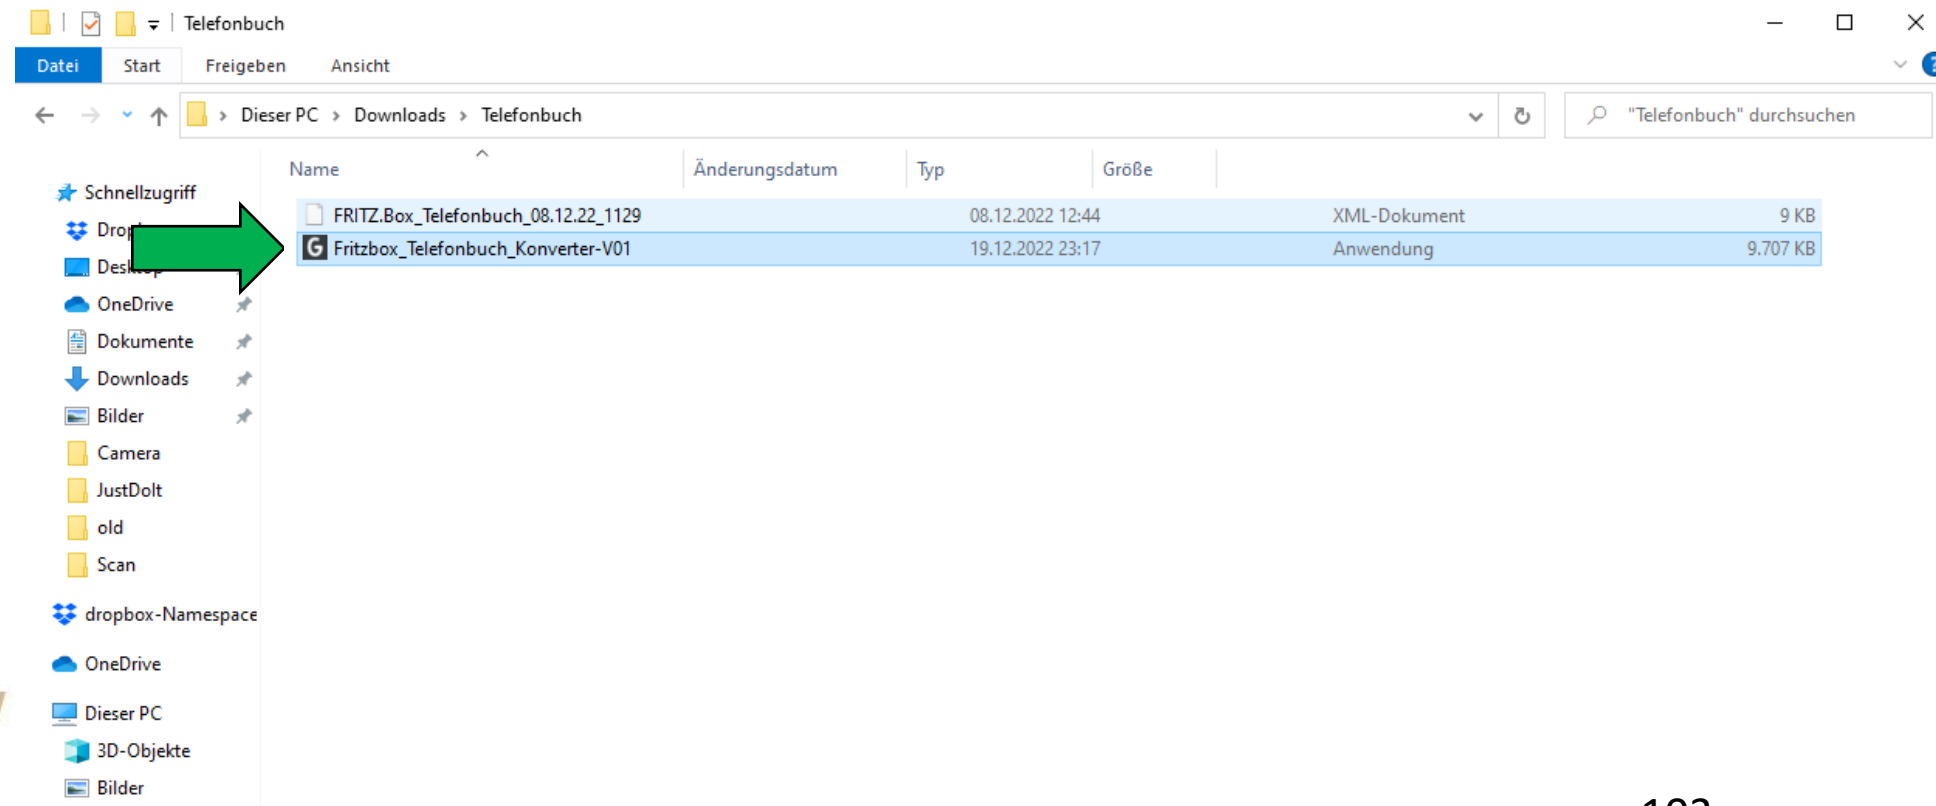 Telefonbuch
Datei Start Freigeben Ansicht
Dieser PC Downloads Telefonbuch "Telefonbuch" durchsuchen
Name Änderungsdatum Typ Größe
Schnellzugriff
FRITZ.Box_Telefonbuch_08.12.22_1129 08.12.2022 12:44 XML-Dokument 9 KB
G Fritzbox_Telefonbuch_Konverter-V01 19.12.2022 23:17 Anwendung 9.707 KB
Desktop
OneDrive
Dokumente
Downloads
Bilder
Camera
JustDoIt
old
Scan
dropbox-Namespace
OneDrive
Dieser PC
3D-Objekte
Bilder